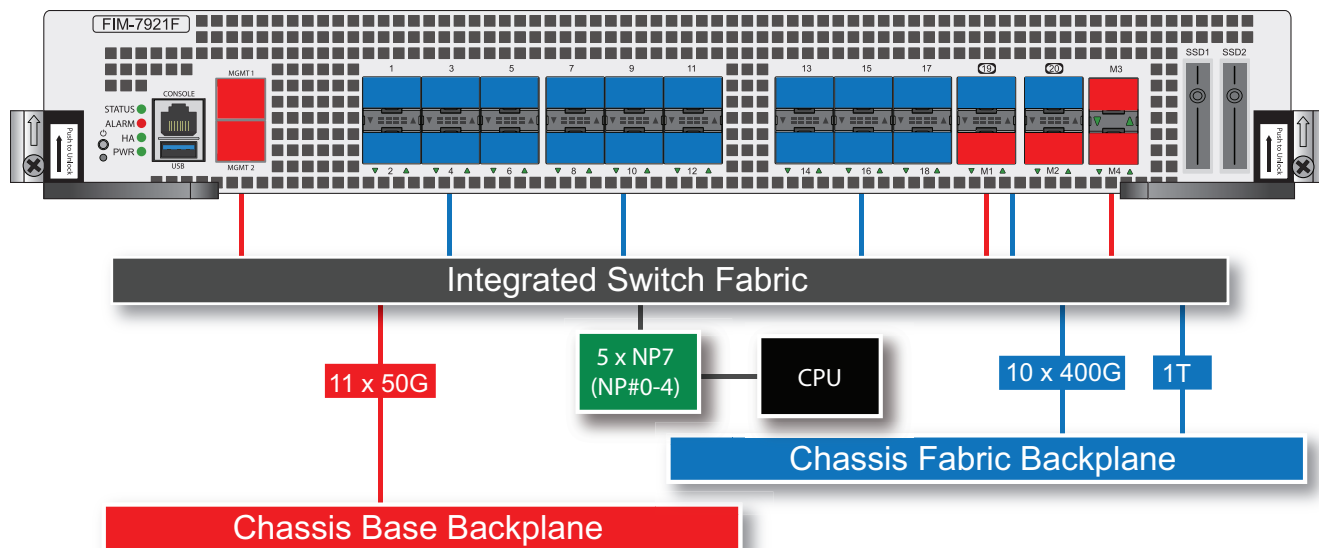 FIM-7921F
SSD1 SSD2
MGMT 1
1 3 5 7 9 11 13 15 17 19 20 M3
CONSOLE
STATUS
ALARM
HA
PWR
USB
MGMT 2
2 4 6 8 10 12 14 16 18 M1 M2 M4
Push to Unlock
Push to Unlock
Integrated Switch Fabric
11 x 50G
5 x NP7
(NP#0-4)
CPU
10 x 400G
1T
Chassis Fabric Backplane
Chassis Base Backplane